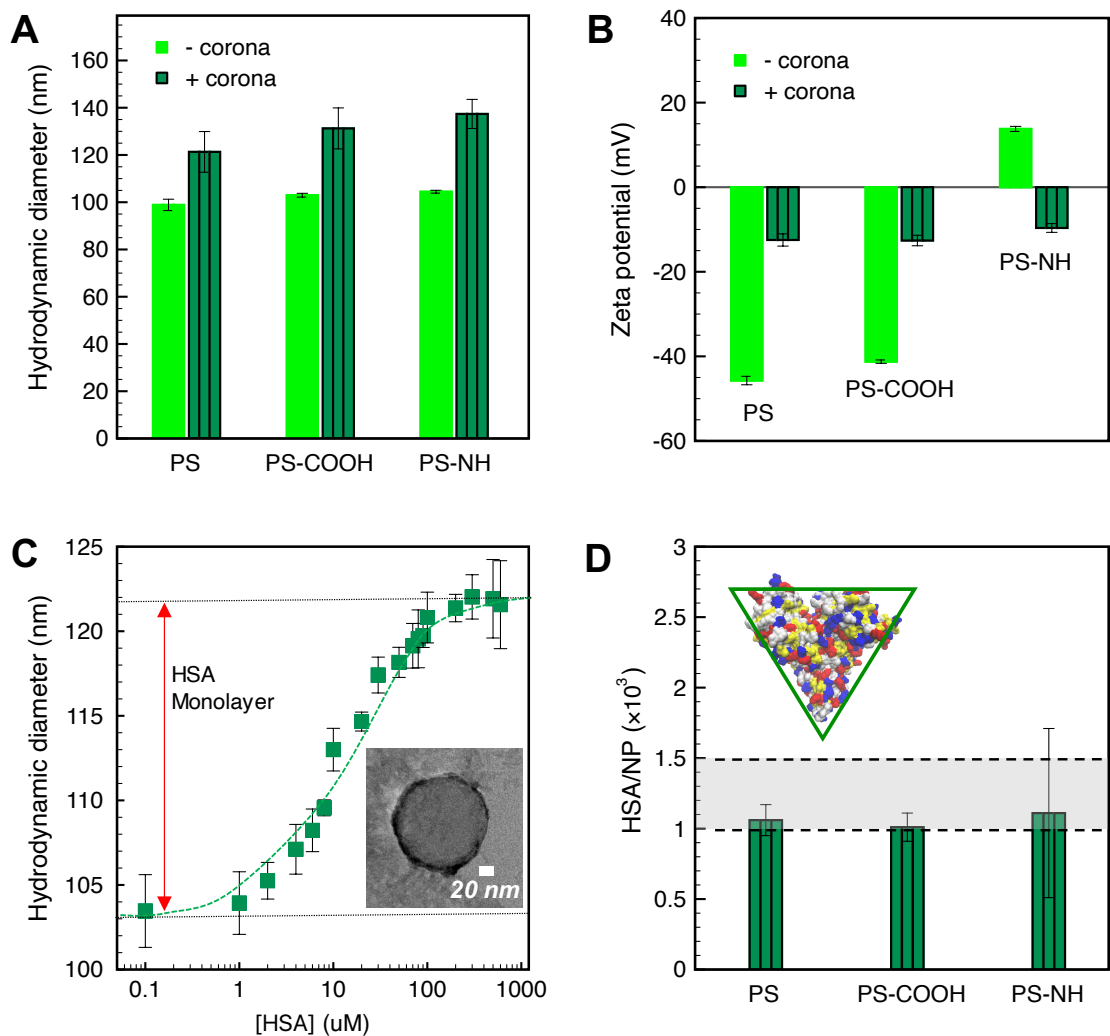 A
Hydrodynamic diameter (nm)
160
140
120
100
80
60
40
20
0
- corona
+ corona
PS
PS-COOH
PS-NH
B
Zeta potential (mV)
40
20
0
-20
-40
-60
- corona
+ corona
PS-NH
PS-COOH
PS
C
Hydrodynamic diameter (nm)
125
120
115
110
105
100
HSA
Monolayer
20 nm
0.1
1
10
100
1000
[HSA] (uM)
D
HSA/NP (×10³)
3
2.5
2
1.5
1
0.5
0
PS
PS-COOH
PS-NH